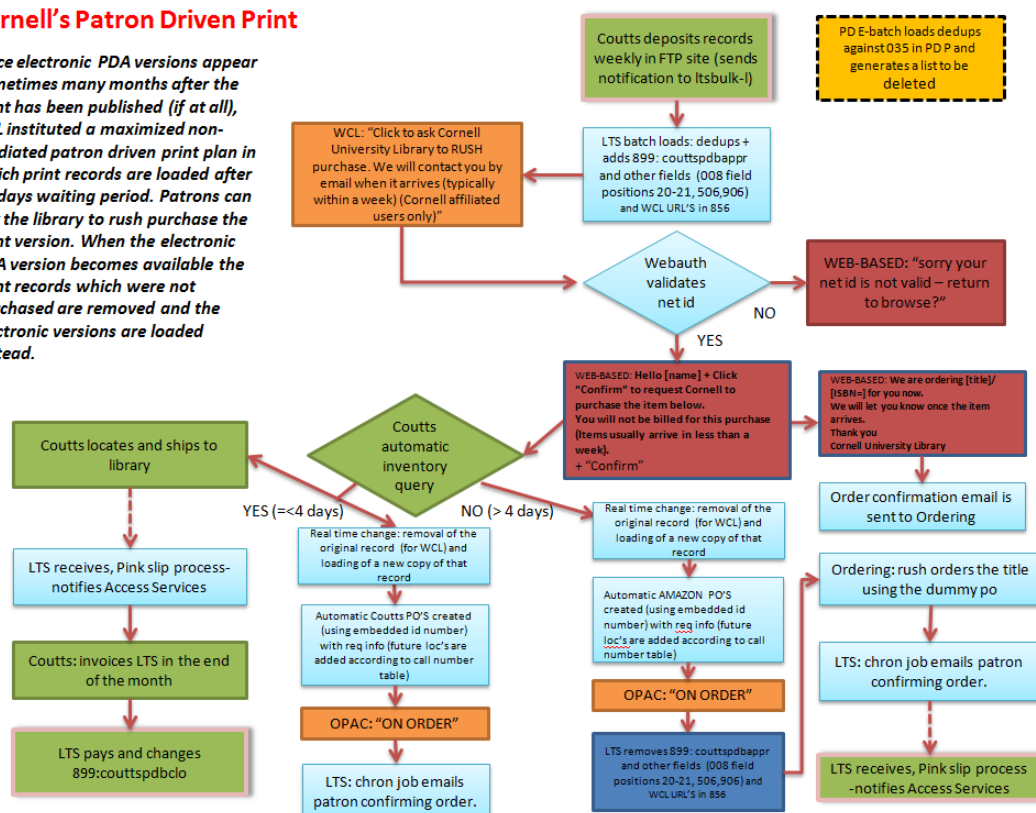 rnell's Patron Driven Print
ce electronic PDA versions appear
metimes many months after the
nt has been published (if at all),
L instituted a maximized non-
diated patron driven print plan in
ich print records are loaded after
days waiting period. Patrons can
the library to rush purchase the
nt version. When the electronic
A version becomes available the
nt records which were not
rchased are removed and the
ctronic versions are loaded
tead.
Coutts deposits records
weekly in FTP site (sends
notification to ltsbulk-l)
PD E-batch loads dedups
against 035 in PD P and
generates a list to be
deleted
WCL: "Click to ask Cornell
University Library to RUSH
purchase. We will contact you by
email when it arrives (typically
within a week) (Cornell affiliated
users only)"
LTS batch loads: dedups +
adds 899: couttspdbappr
and other fields (008 field
positions 20-21, 506,906)
and WCL URL'S in 856
Webauth
validates
net id
NO
YES
WEB-BASED: "sorry your
net id is not valid – return
to browse?"
WEB-BASED: Hello [name] + Click
"Confirm" to request Cornell to
purchase the item below.
You will not be billed for this purchase
(Items usually arrive in less than a
week).
+ "Confirm"
WEB-BASED: We are ordering [title]/
[ISBN=] for you now.
We will let you know once the item
arrives.
Thank you
Cornell University Library
Coutts
automatic
inventory
query
YES (=<4 days)
NO (> 4 days)
Coutts locates and ships to
library
LTS receives, Pink slip process-
notifies Access Services
Coutts: invoices LTS in the end
of the month
LTS pays and changes
899:couttspdbclo
Real time change: removal of the
original record (for WCL) and
loading of a new copy of that
record
Automatic Coutts PO'S created
(using embedded id number)
with req info (future loc's are
added according to call number
table)
OPAC: "ON ORDER"
LTS: chron job emails
patron confirming order.
Real time change: removal of the
original record (for WCL) and
loading of a new copy of that
record
Automatic AMAZON PO'S
created (using embedded id
number) with req info (future
loc's are added according to call
number table)
OPAC: "ON ORDER"
LTS removes 899: couttspdbappr
and other fields (008 field
positions 20-21, 506,906) and
WCL URL'S in 856
Order confirmation email is
sent to Ordering
Ordering: rush orders the title
using the dummy po
LTS: chron job emails patron
confirming order.
LTS receives, Pink slip process
-notifies Access Services